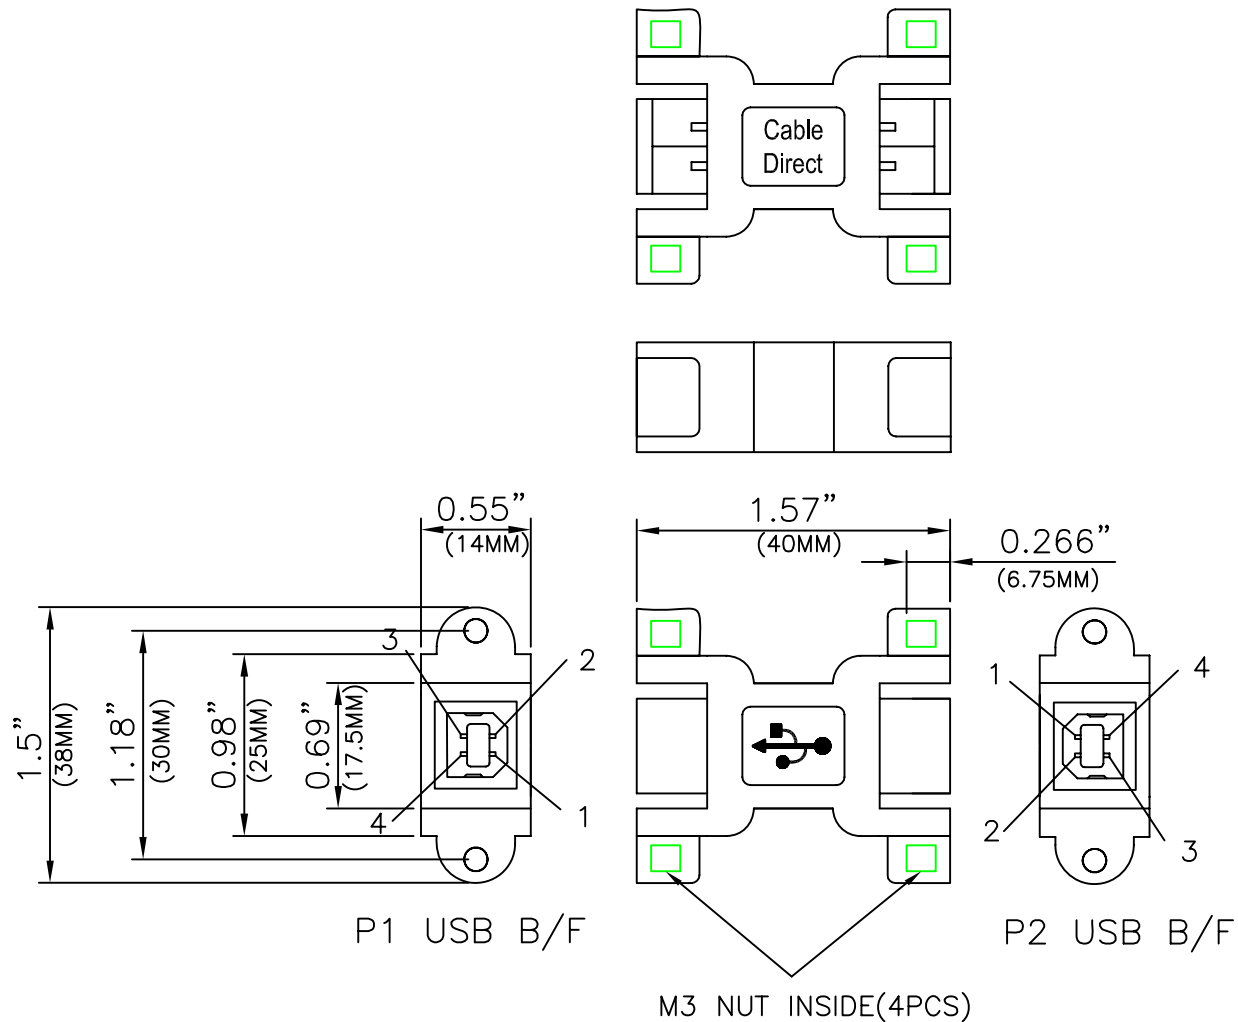 Cable
Direct
0.55”
(14MM)
1.57”
(40MM)
0.266”
(6.75MM)
1.5”
(38MM)
1.18”
(30MM)
0.98”
(25MM)
0.69”
(17.5MM)
3
2
4
1
1
4
2
3
P1 USB B/F
P2 USB B/F
M3 NUT INSIDE(4PCS)